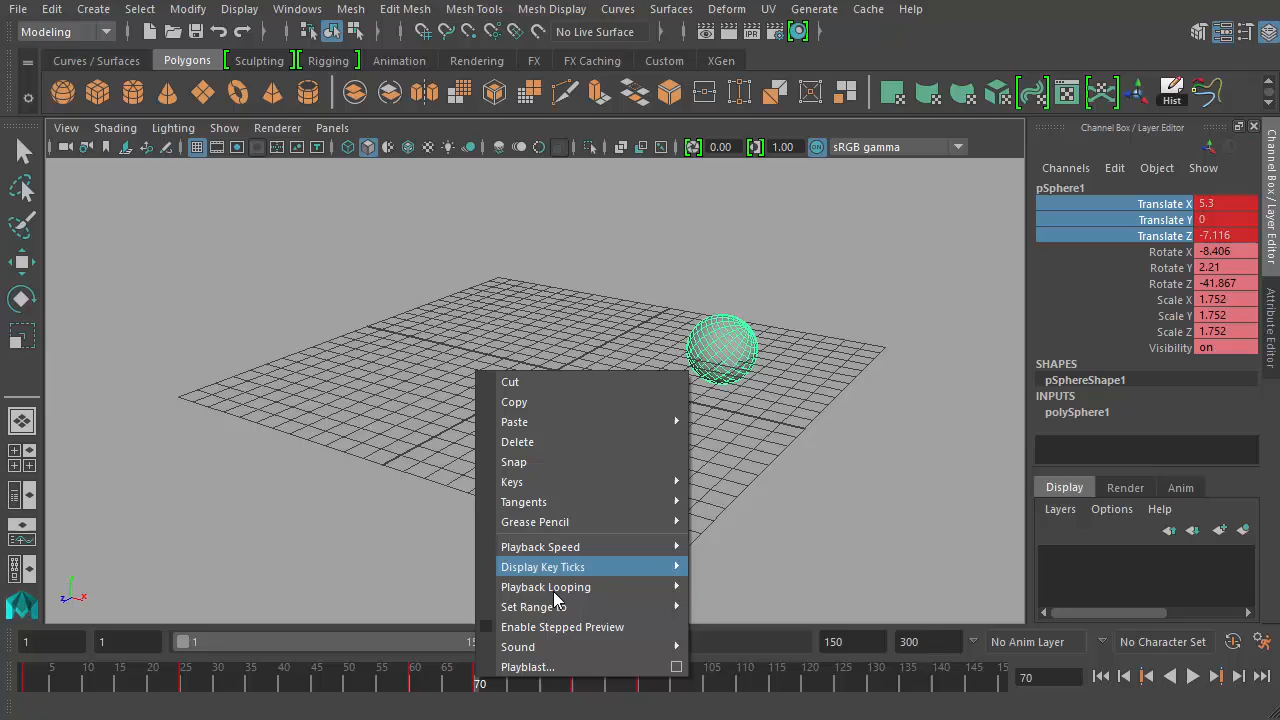 File Edit Create Select Modify Display Windows Mesh Edit Mesh Mesh Tools Mesh Display Curves Surfaces Deform UV Generate Cache Help
Modeling No Live Surface
Curves / Surfaces Polygons Sculpting Rigging Animation Rendering FX FX Caching Custom XGen
Hist
View Shading Lighting Show Renderer Panels
0.00 1.00 ON sRGB gamma
Channel Box / Layer Editor
Channels Edit Object Show
pSphere1
Translate X 5.3
Translate Y 0
Translate Z -7.116
Rotate X -8.406
Rotate Y 2.21
Rotate Z -41.867
Scale X 1.752
Scale Y 1.752
Scale Z 1.752
Visibility on
SHAPES
pSphereShape1
INPUTS
polySphere1
Channel Box / Layer Editor
Attribute Editor
Cut
Copy
Paste
Delete
Snap
Keys
Tangents
Grease Pencil
Playback Speed
Display Key Ticks
Playback Looping
Set Range
Enable Stepped Preview
Sound
Playblast...
Display Render Anim
Layers Options Help
y
z x
1 1 1 15 150 300 No Anim Layer No Character Set
5 10 15 20 25 30 35 40 45 50 55 60 65 70 105 110 115 120 125 130 135 140 145 15
70